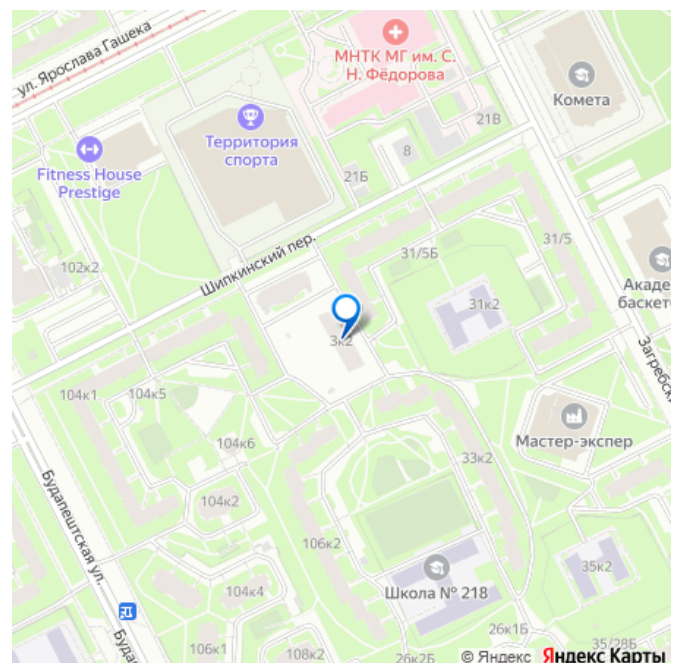 ул. Ярослава Гашека
МНТК МГ им. С.
Н. Фёдорова
Комета
21В
Территория
спорта
8
Fitness House
Prestige
21Б
31/5Б
31/5
102к2
Шипкинский пер.
Акаде
баскет
31к2
3к2
Загребск
104к1
104к5
104к6
Мастер-экспер
33к2
104к2
Будапештская ул.
106к2
35к2
Школа № 218
104к4
26к1Б
Буда
106к1
108к2
26к2Б
35/28Б
© Яндекс Яндекс Карты